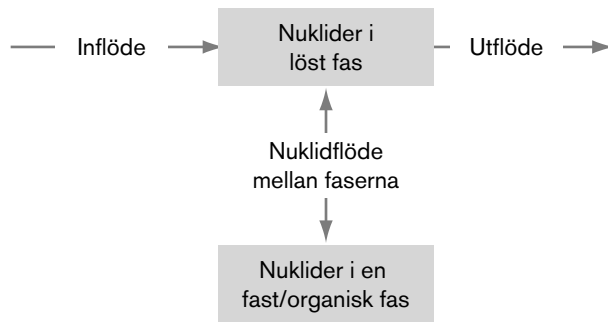 Inflöde
Nuklider i
löst fas
Utflöde
Nuklidflöde
mellan faserna
Nuklider i en
fast/organisk fas